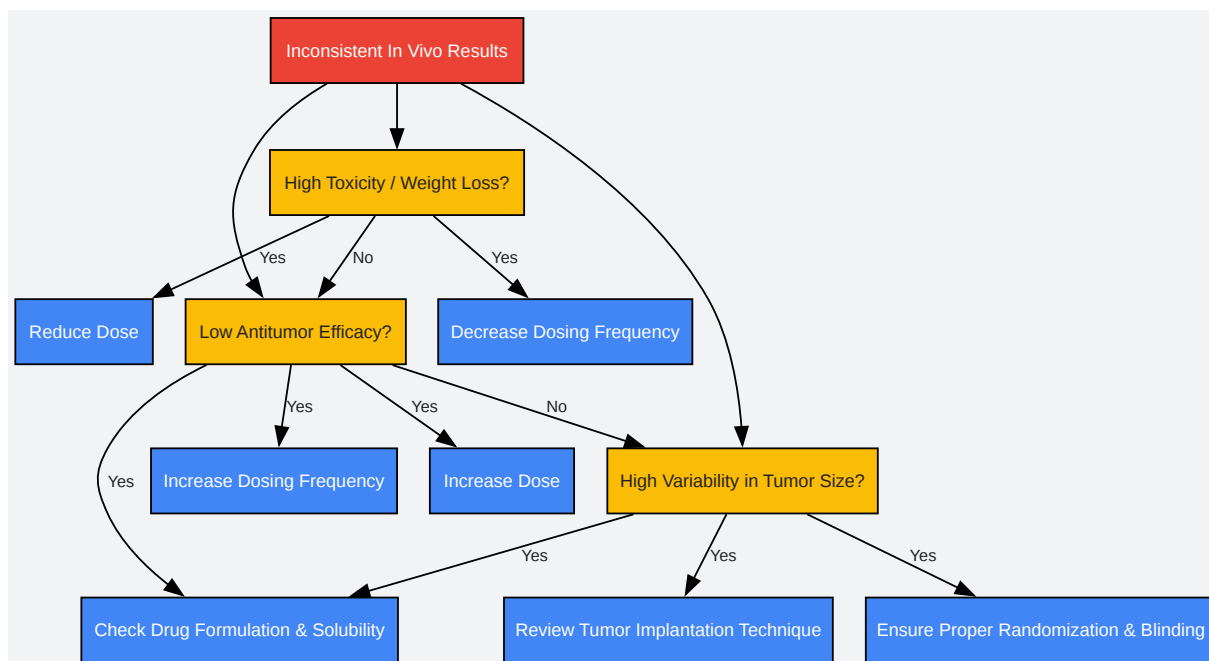 Inconsistent In Vivo Results
High Toxicity / Weight Loss?
Yes
No
Yes
Reduce Dose
Low Antitumor Efficacy?
Decrease Dosing Frequency
Yes
Yes
No
Yes
Increase Dosing Frequency
Increase Dose
High Variability in Tumor Size?
Yes
Yes
Yes
Check Drug Formulation & Solubility
Review Tumor Implantation Technique
Ensure Proper Randomization & Blinding